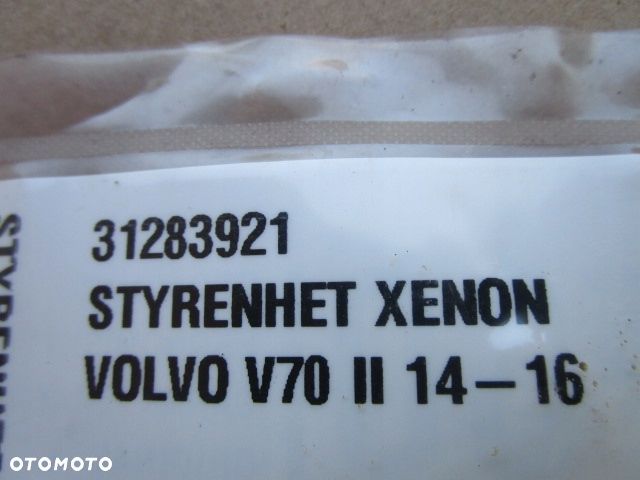 31283921
STYRENHET XENON
VOLVO V70 II 14-16
OTOMOTO